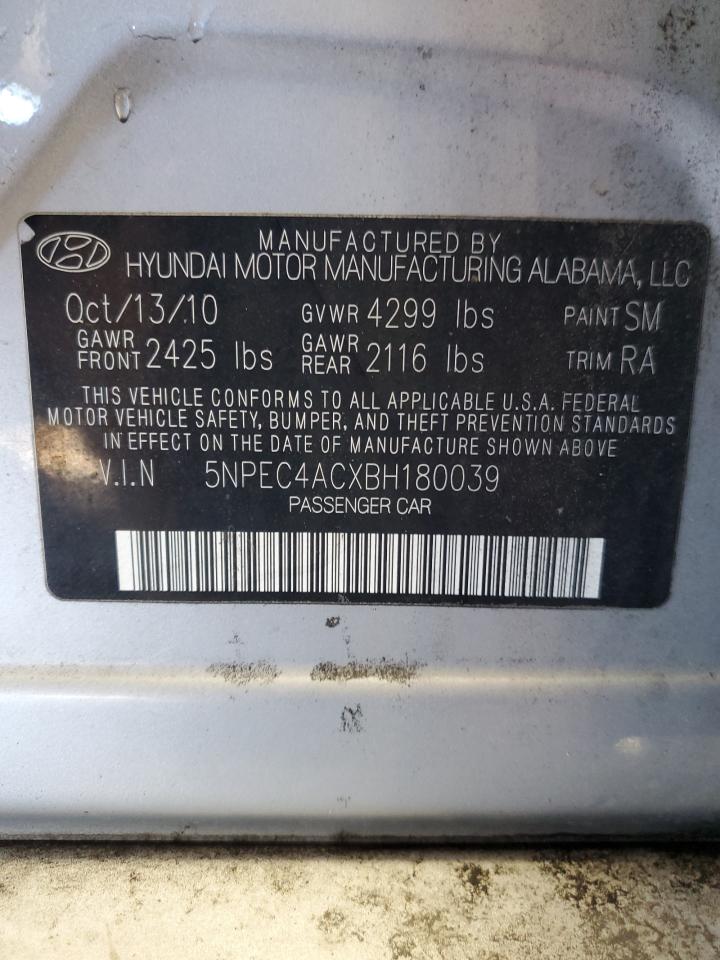 MANUFACTURED BY
HYUNDAI MOTOR MANUFACTURING ALABAMA, LLC
Oct/13/10 GVWR 4299 lbs PAINT SM
GAWR FRONT 2425 lbs GAWR REAR 2116 lbs TRIM RA
THIS VEHICLE CONFORMS TO ALL APPLICABLE U.S.A. FEDERAL
MOTOR VEHICLE SAFETY, BUMPER, AND THEFT PREVENTION STANDARDS
IN EFFECT ON THE DATE OF MANUFACTURE SHOWN ABOVE
V.I.N 5NPEC4ACXBH180039
PASSENGER CAR